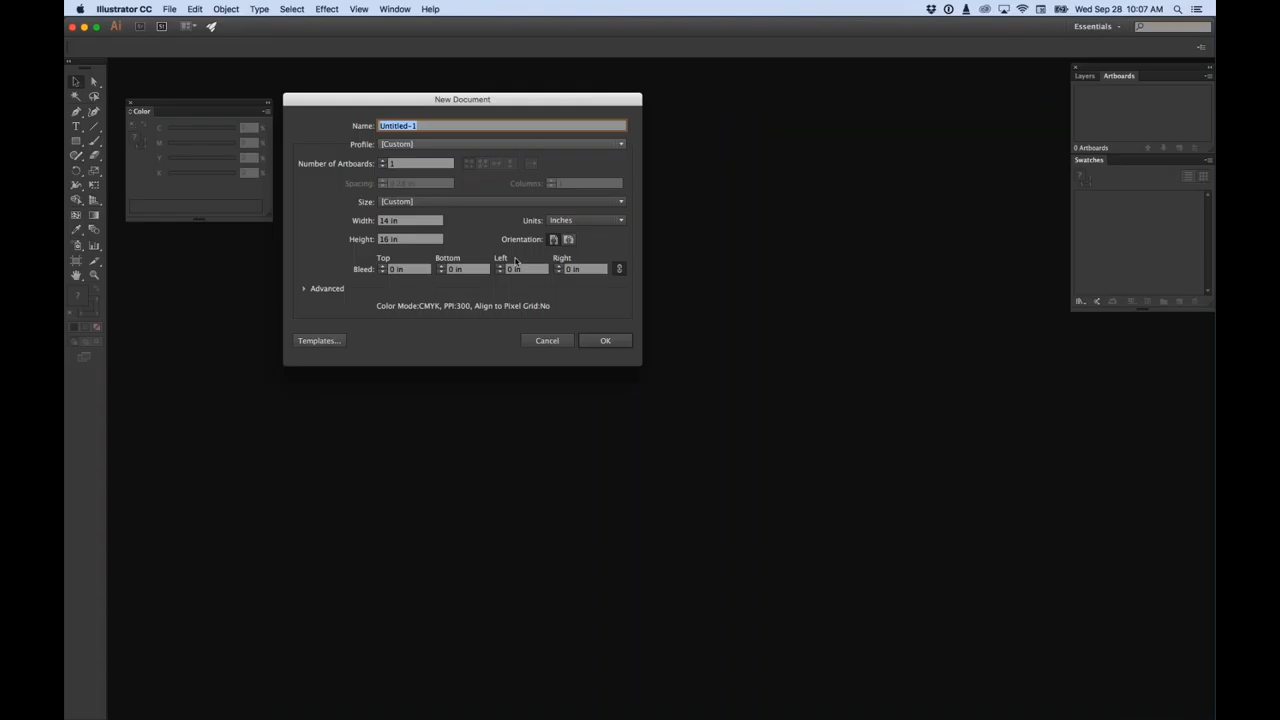 Illustrator CC File Edit Object Type Select Effect View Window Help Wed Sep 28 10:07 AM
Ai Br St Essentials
Layers Artboards
New Document
Color
Name: Untitled-1
C %
M %
Y %
K %
Profile: [Custom]
Number of Artboards: 1
0 Artboards
Swatches
Spacing: Columns:
Size: [Custom]
Width: 14 in Units: Inches
Height: 16 in Orientation:
Top Bottom Left Right
Bleed: 0 in 0 in 0 in 0 in
Advanced
Color Mode:CMYK, PPI:300, Align to Pixel Grid:No
Templates... Cancel OK